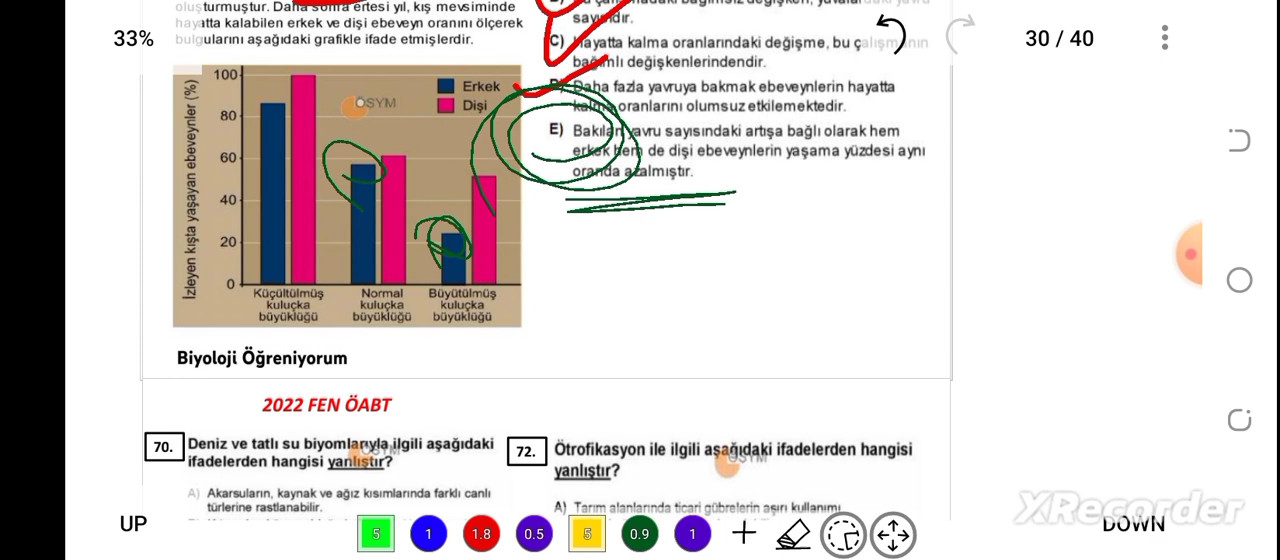 33%
30 / 40
oluşturmuştur. Daha sonra ertesi yıl, kış mevsiminde
hayatta kalabilen erkek ve dişi ebeveyn oranını ölçerek
bulgularını aşağıdaki grafikle ifade etmişlerdir.
İzleyen kışta yaşayan ebeveynler (%)
100
80
60
40
20
0
Erkek
Dişi
ÖSYM
Küçültülmüş
kuluçka
büyüklüğü
Normal
kuluçka
büyüklüğü
Büyütülmüş
kuluçka
büyüklüğü
sayısıdır.
C) Hayatta kalma oranlarındaki değişme, bu çalışmanın
bağımlı değişkenlerindendir.
Daha fazla yavruya bakmak ebeveynlerin hayatta
kalma oranlarını olumsuz etkilemektedir.
E) Bakılan yavru sayısındaki artışa bağlı olarak hem
erkek hem de dişi ebeveynlerin yaşama yüzdesi aynı
oranda azalmıştır.
Biyoloji Öğreniyorum
2022 FEN ÖABT
70. Deniz ve tatlı su biyomlarıyla ilgili aşağıdaki
ifadelerden hangisi yanlıştır?
ÖSYM
A) Akarsuların, kaynak ve ağız kısımlarında farklı canlı
türlerine rastlanabilir.
72. Ötrofikasyon ile ilgili aşağıdaki ifadelerden hangisi
yanlıştır?
ÖSYM
A) Tarım alanlarında ticari gübrelerin aşırı kullanımı
UP
5
1
1.8
0.5
5
0.9
1
DOWN
XRecorder